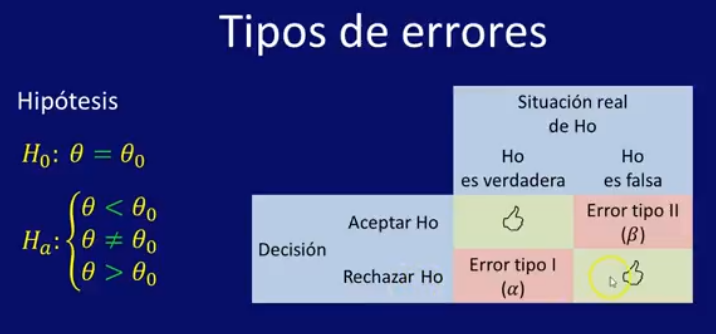 Tipos de errores
Hipótesis
H₀: θ = θ₀
Hₐ: { θ < θ₀
θ ≠ θ₀
θ > θ₀
Situación real
de Ho
Ho
es verdadera
Ho
es falsa
Decisión
Aceptar Ho
Error tipo II
(β)
Rechazar Ho
Error tipo I
(α)